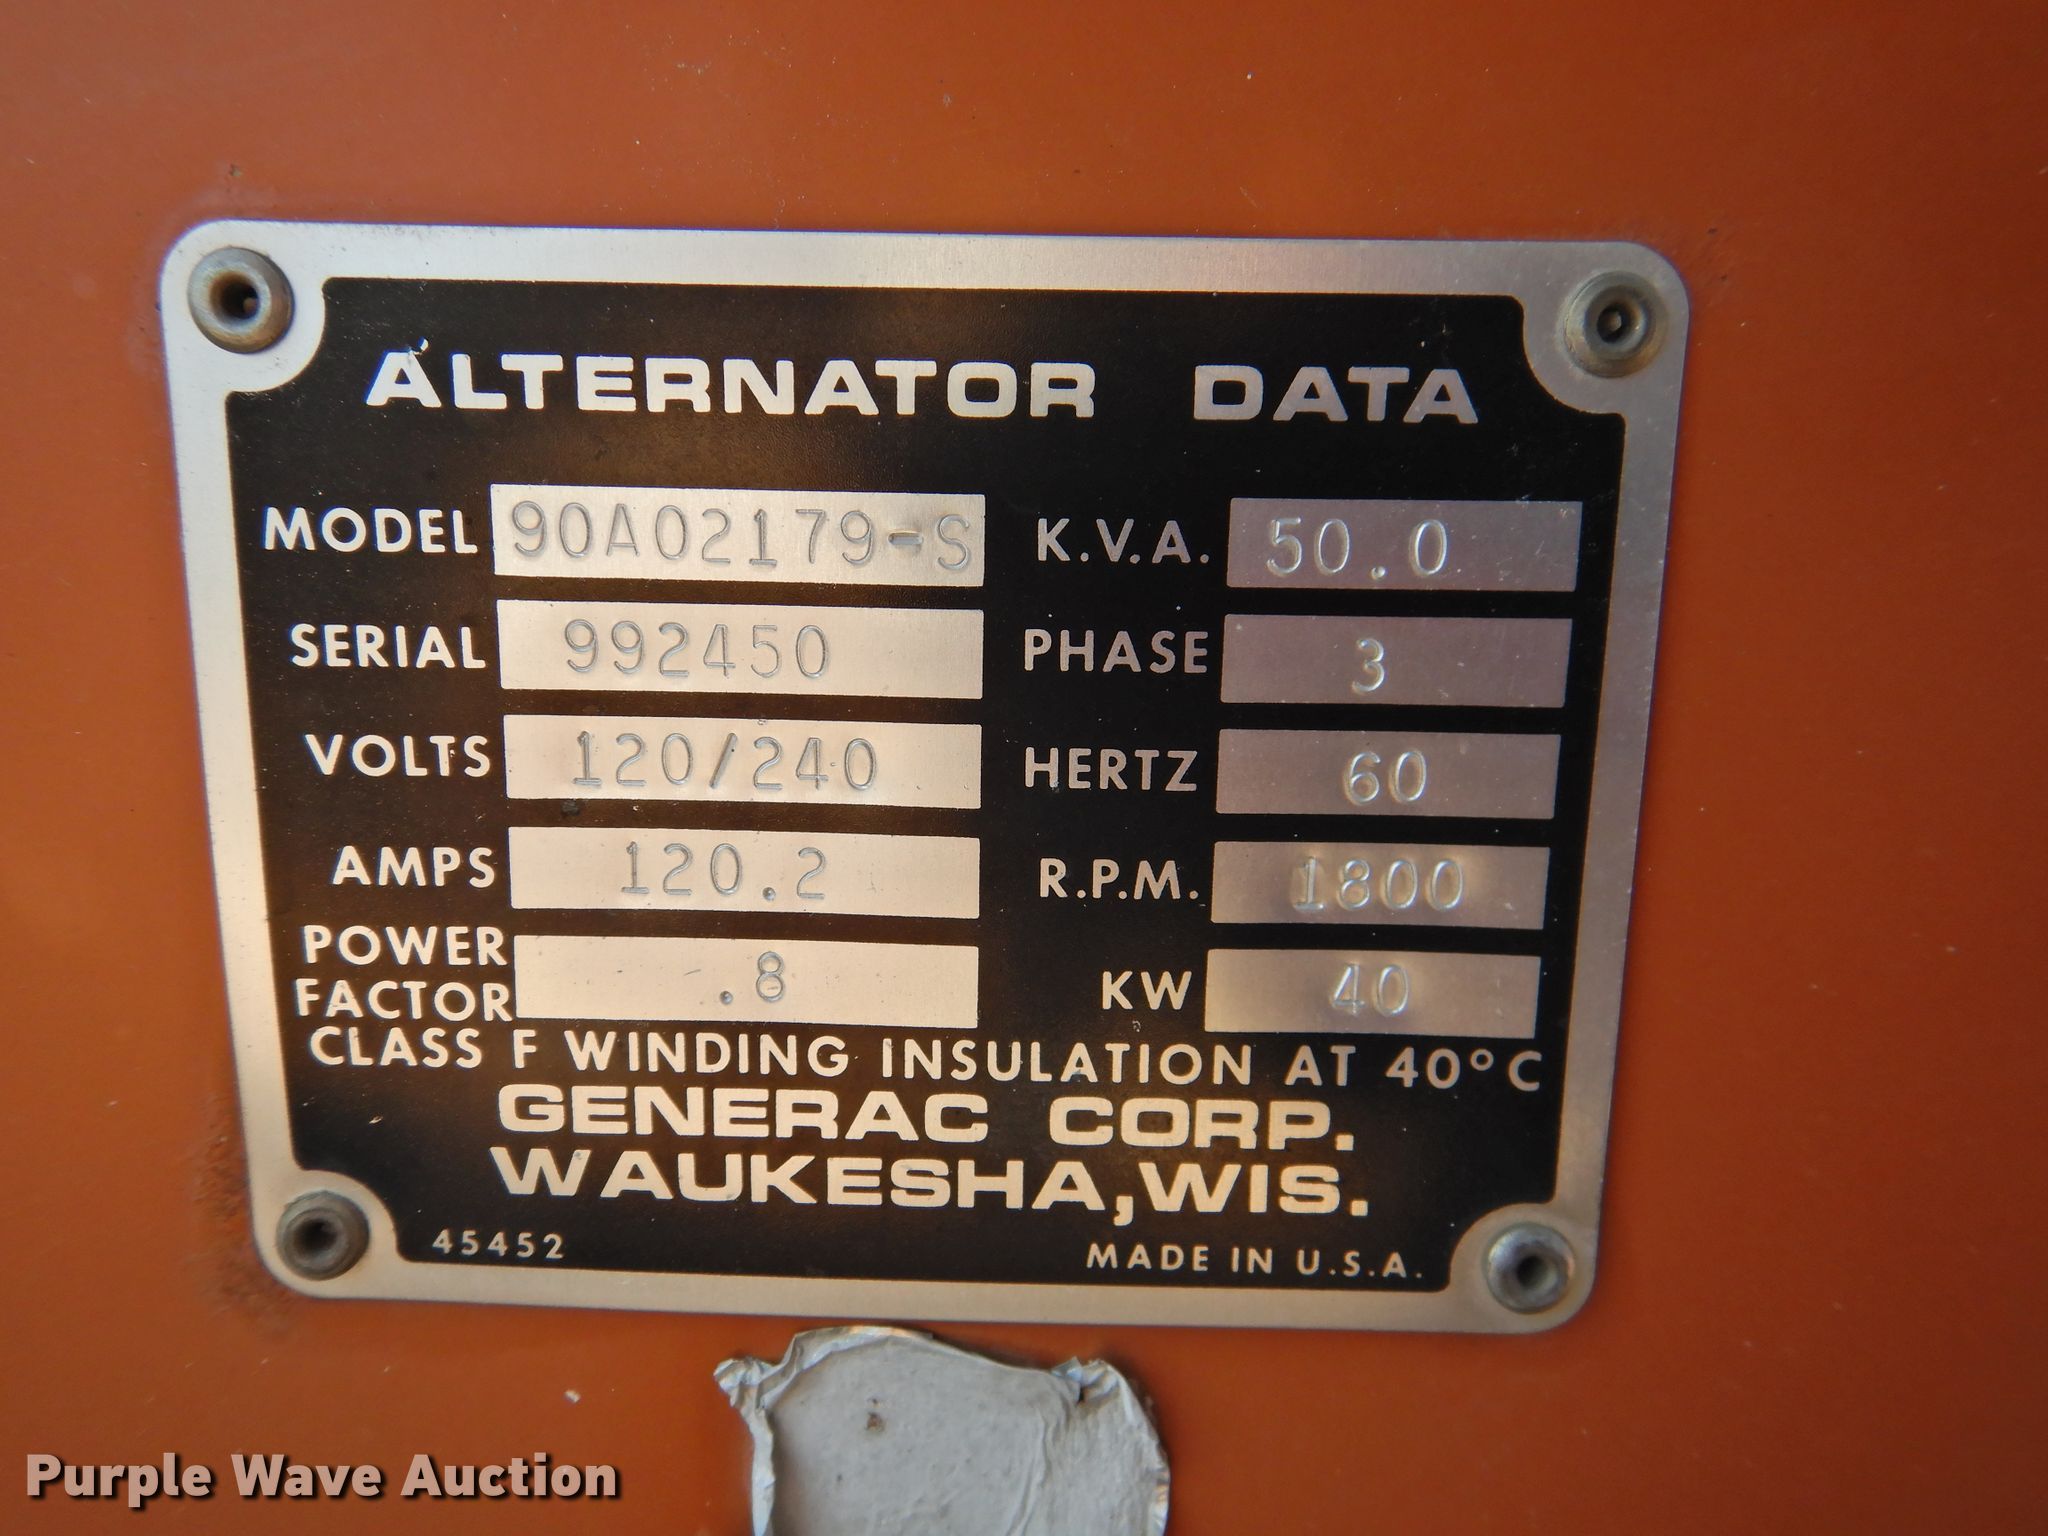 ALTERNATOR DATA
MODEL 90A02179-S K.V.A. 50.0
SERIAL 992450 PHASE 3
VOLTS 120/240 HERTZ 60
AMPS 120.2 R.P.M. 1800
POWER FACTOR .8 KW 40
CLASS F WINDING INSULATION AT 40°C
GENERAC CORP.
WAUKESHA, WIS.
45452 MADE IN U.S.A.
Purple Wave Auction